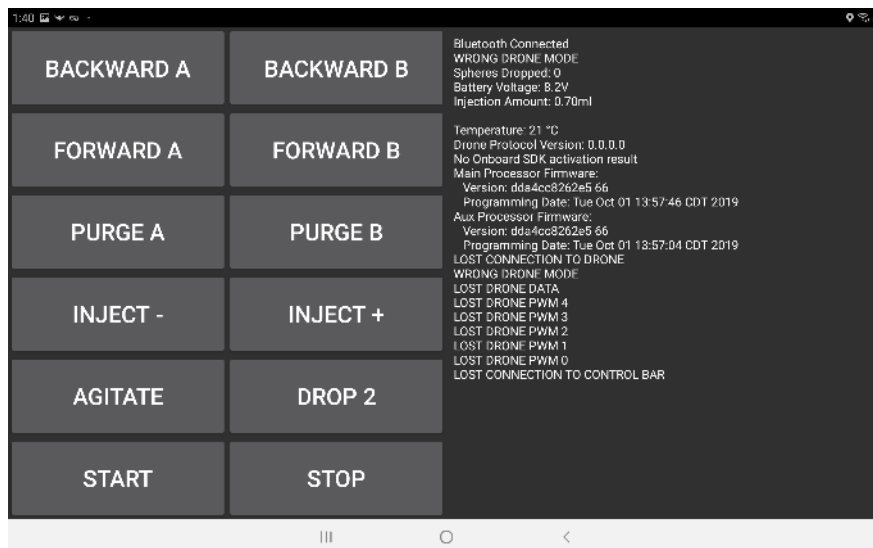 1:40
BACKWARD A
BACKWARD B
FORWARD A
FORWARD B
PURGE A
PURGE B
INJECT -
INJECT +
AGITATE
DROP 2
START
STOP
Bluetooth Connected
WRONG DRONE MODE
Spheres Dropped: 0
Battery Voltage: 8.2V
Injection Amount: 0.70ml
Temperature: 21 °C
Drone Protocol Version: 0.0.0.0
No Onboard SDK activation result
Main Processor Firmware:
Version: dda4cc8262e5 66
Programming Date: Tue Oct 01 13:57:46 CDT 2019
Aux Processor Firmware:
Version: dda4cc8262e5 66
Programming Date: Tue Oct 01 13:57:04 CDT 2019
LOST CONNECTION TO DRONE
WRONG DRONE MODE
LOST DRONE DATA
LOST DRONE PWM 4
LOST DRONE PWM 3
LOST DRONE PWM 2
LOST DRONE PWM 1
LOST DRONE PWM 0
LOST CONNECTION TO CONTROL BAR